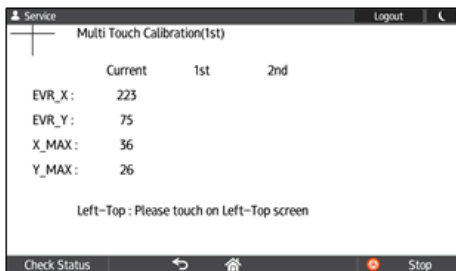 Service Logout
Multi Touch Calibration(1st)
Current 1st 2nd
EVR_X : 223
EVR_Y : 75
X_MAX : 36
Y_MAX : 26
Left-Top : Please touch on Left-Top screen
Check Status Stop